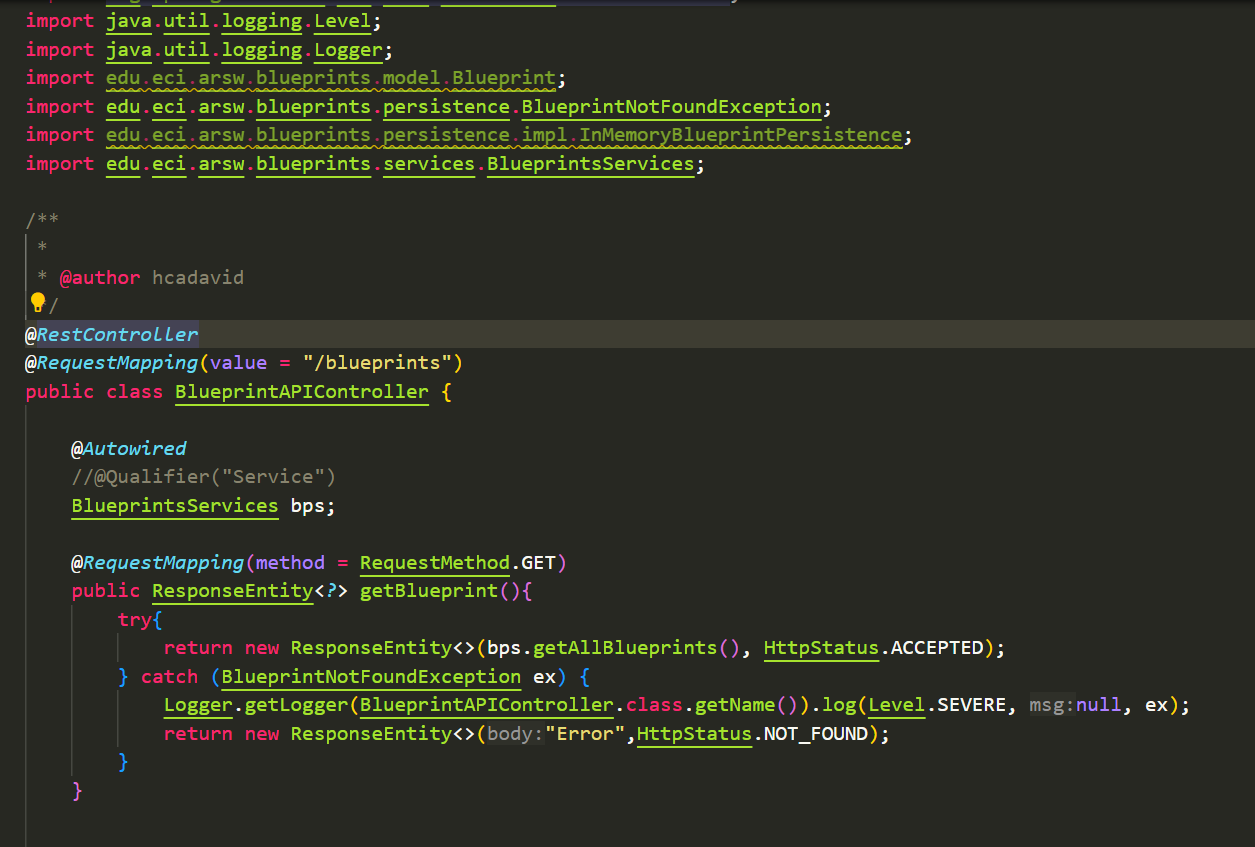 import java.util.logging.Level;
import java.util.logging.Logger;
import edu.eci.arsw.blueprints.model.Blueprint;
import edu.eci.arsw.blueprints.persistence.BlueprintNotFoundException;
import edu.eci.arsw.blueprints.persistence.impl.InMemoryBlueprintPersistence;
import edu.eci.arsw.blueprints.services.BlueprintsServices;
/**
*
* @author hcadavid
/
@RestController
@RequestMapping(value = "/blueprints")
public class BlueprintAPIController {
@Autowired
//@Qualifier("Service")
BlueprintsServices bps;
@RequestMapping(method = RequestMethod.GET)
public ResponseEntity<?> getBlueprint(){
try{
return new ResponseEntity<>(bps.getAllBlueprints(), HttpStatus.ACCEPTED);
} catch (BlueprintNotFoundException ex) {
Logger.getLogger(BlueprintAPIController.class.getName()).log(Level.SEVERE, msg:null, ex);
return new ResponseEntity<>(body:"Error",HttpStatus.NOT_FOUND);
}
}